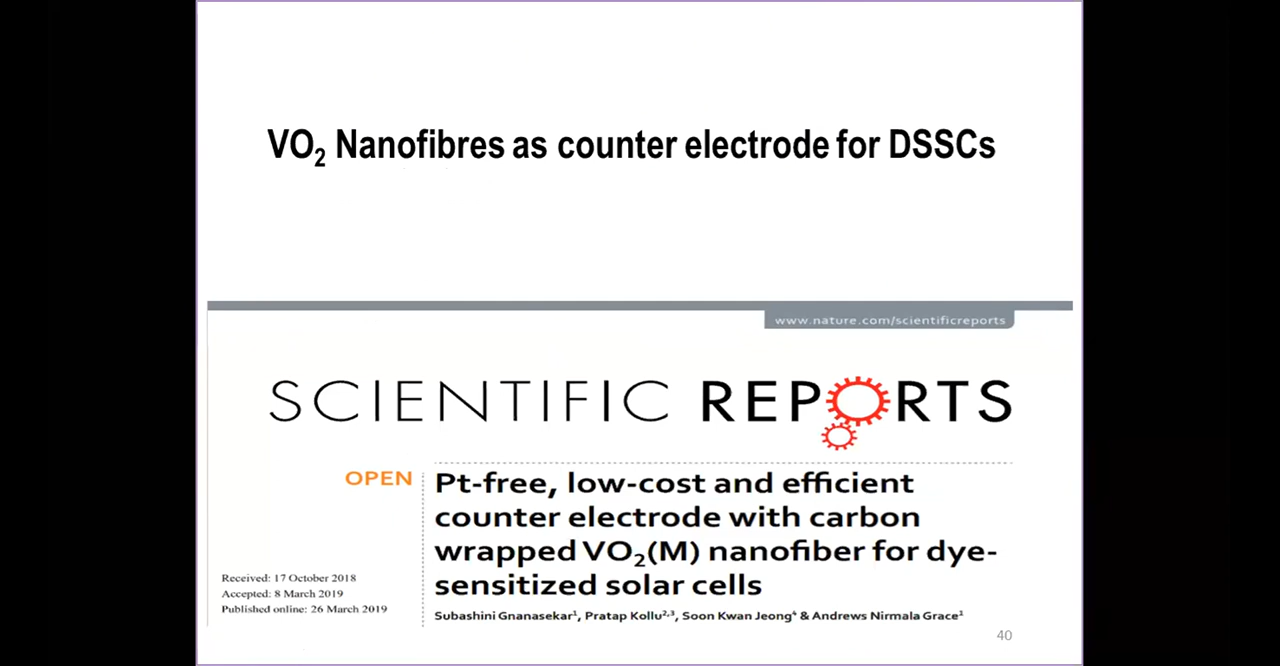 VO₂ Nanofibres as counter electrode for DSSCs
www.nature.com/scientificreports
SCIENTIFIC REPORTS
OPEN
Pt-free, low-cost and efficient
counter electrode with carbon
wrapped VO₂(M) nanofiber for dye-
sensitized solar cells
Received: 17 October 2018
Accepted: 8 March 2019
Published online: 26 March 2019
Subashini Gnanasekar¹, Pratap Kollu²,³, Soon Kwan Jeong⁴ & Andrews Nirmala Grace¹
40